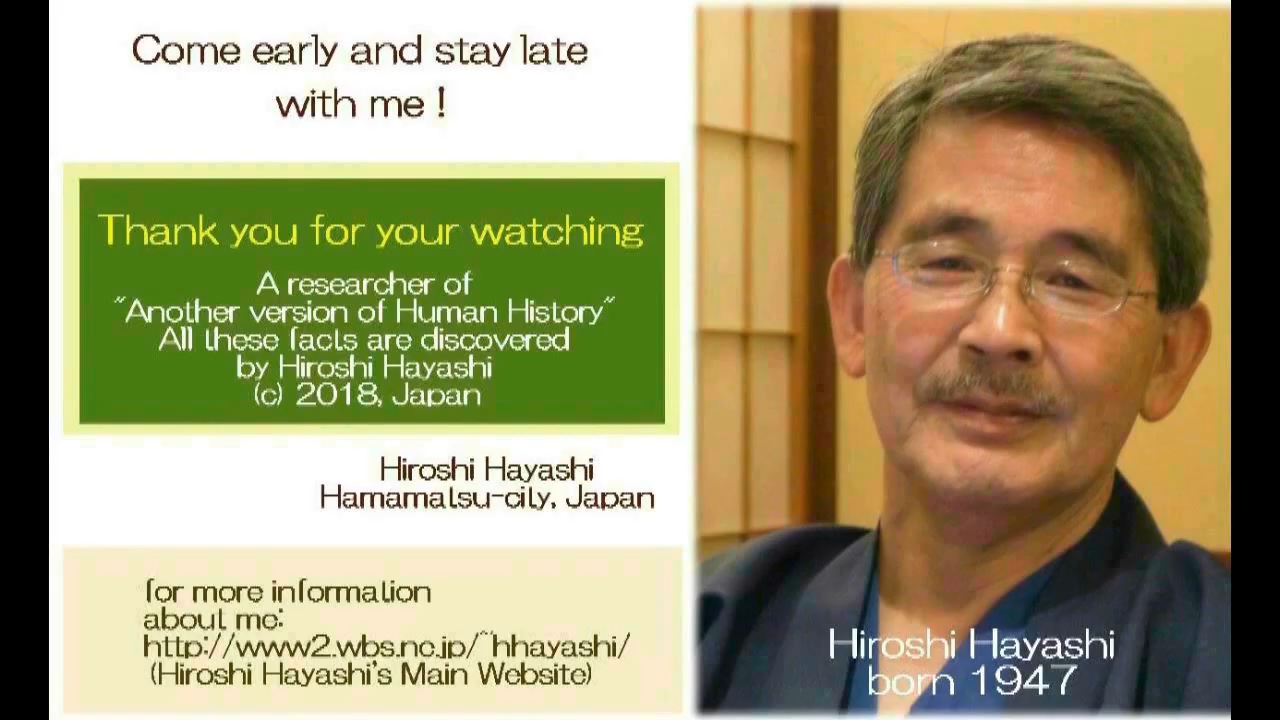 Come early and stay late
with me !
Thank you for your watching
A researcher of
"Another version of Human History"
All these facts are discovered
by Hiroshi Hayashi
(c) 2018, Japan
Hiroshi Hayashi
Hamamatsu-city, Japan
for more information
about me:
http://www2.wbs.ne.jp/~hhayashi/
(Hiroshi Hayashi's Main Website)
Hiroshi Hayashi
born 1947